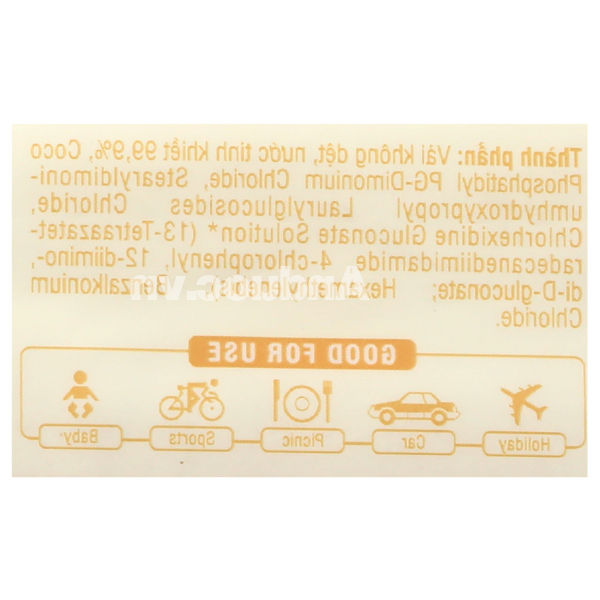 Thành phần: Vải không dệt, nước tinh khiết 99,9%, Coco
Phosphatidyl PG-Dimonium Chloride, Stearyldimoni-
umhydroxypropyl Laurylglucosides Chloride,
Chlorhexidine Gluconate Solution* (13-Tetraazatet-
radecanediimidamide, 4-chlorophenyl, 12-diimino-,
di-D-gluconate; Hexamethylenebis), Benzalkonium
Chloride.
GOOD FOR USE
Holiday
Car
Picnic
Sports
Baby